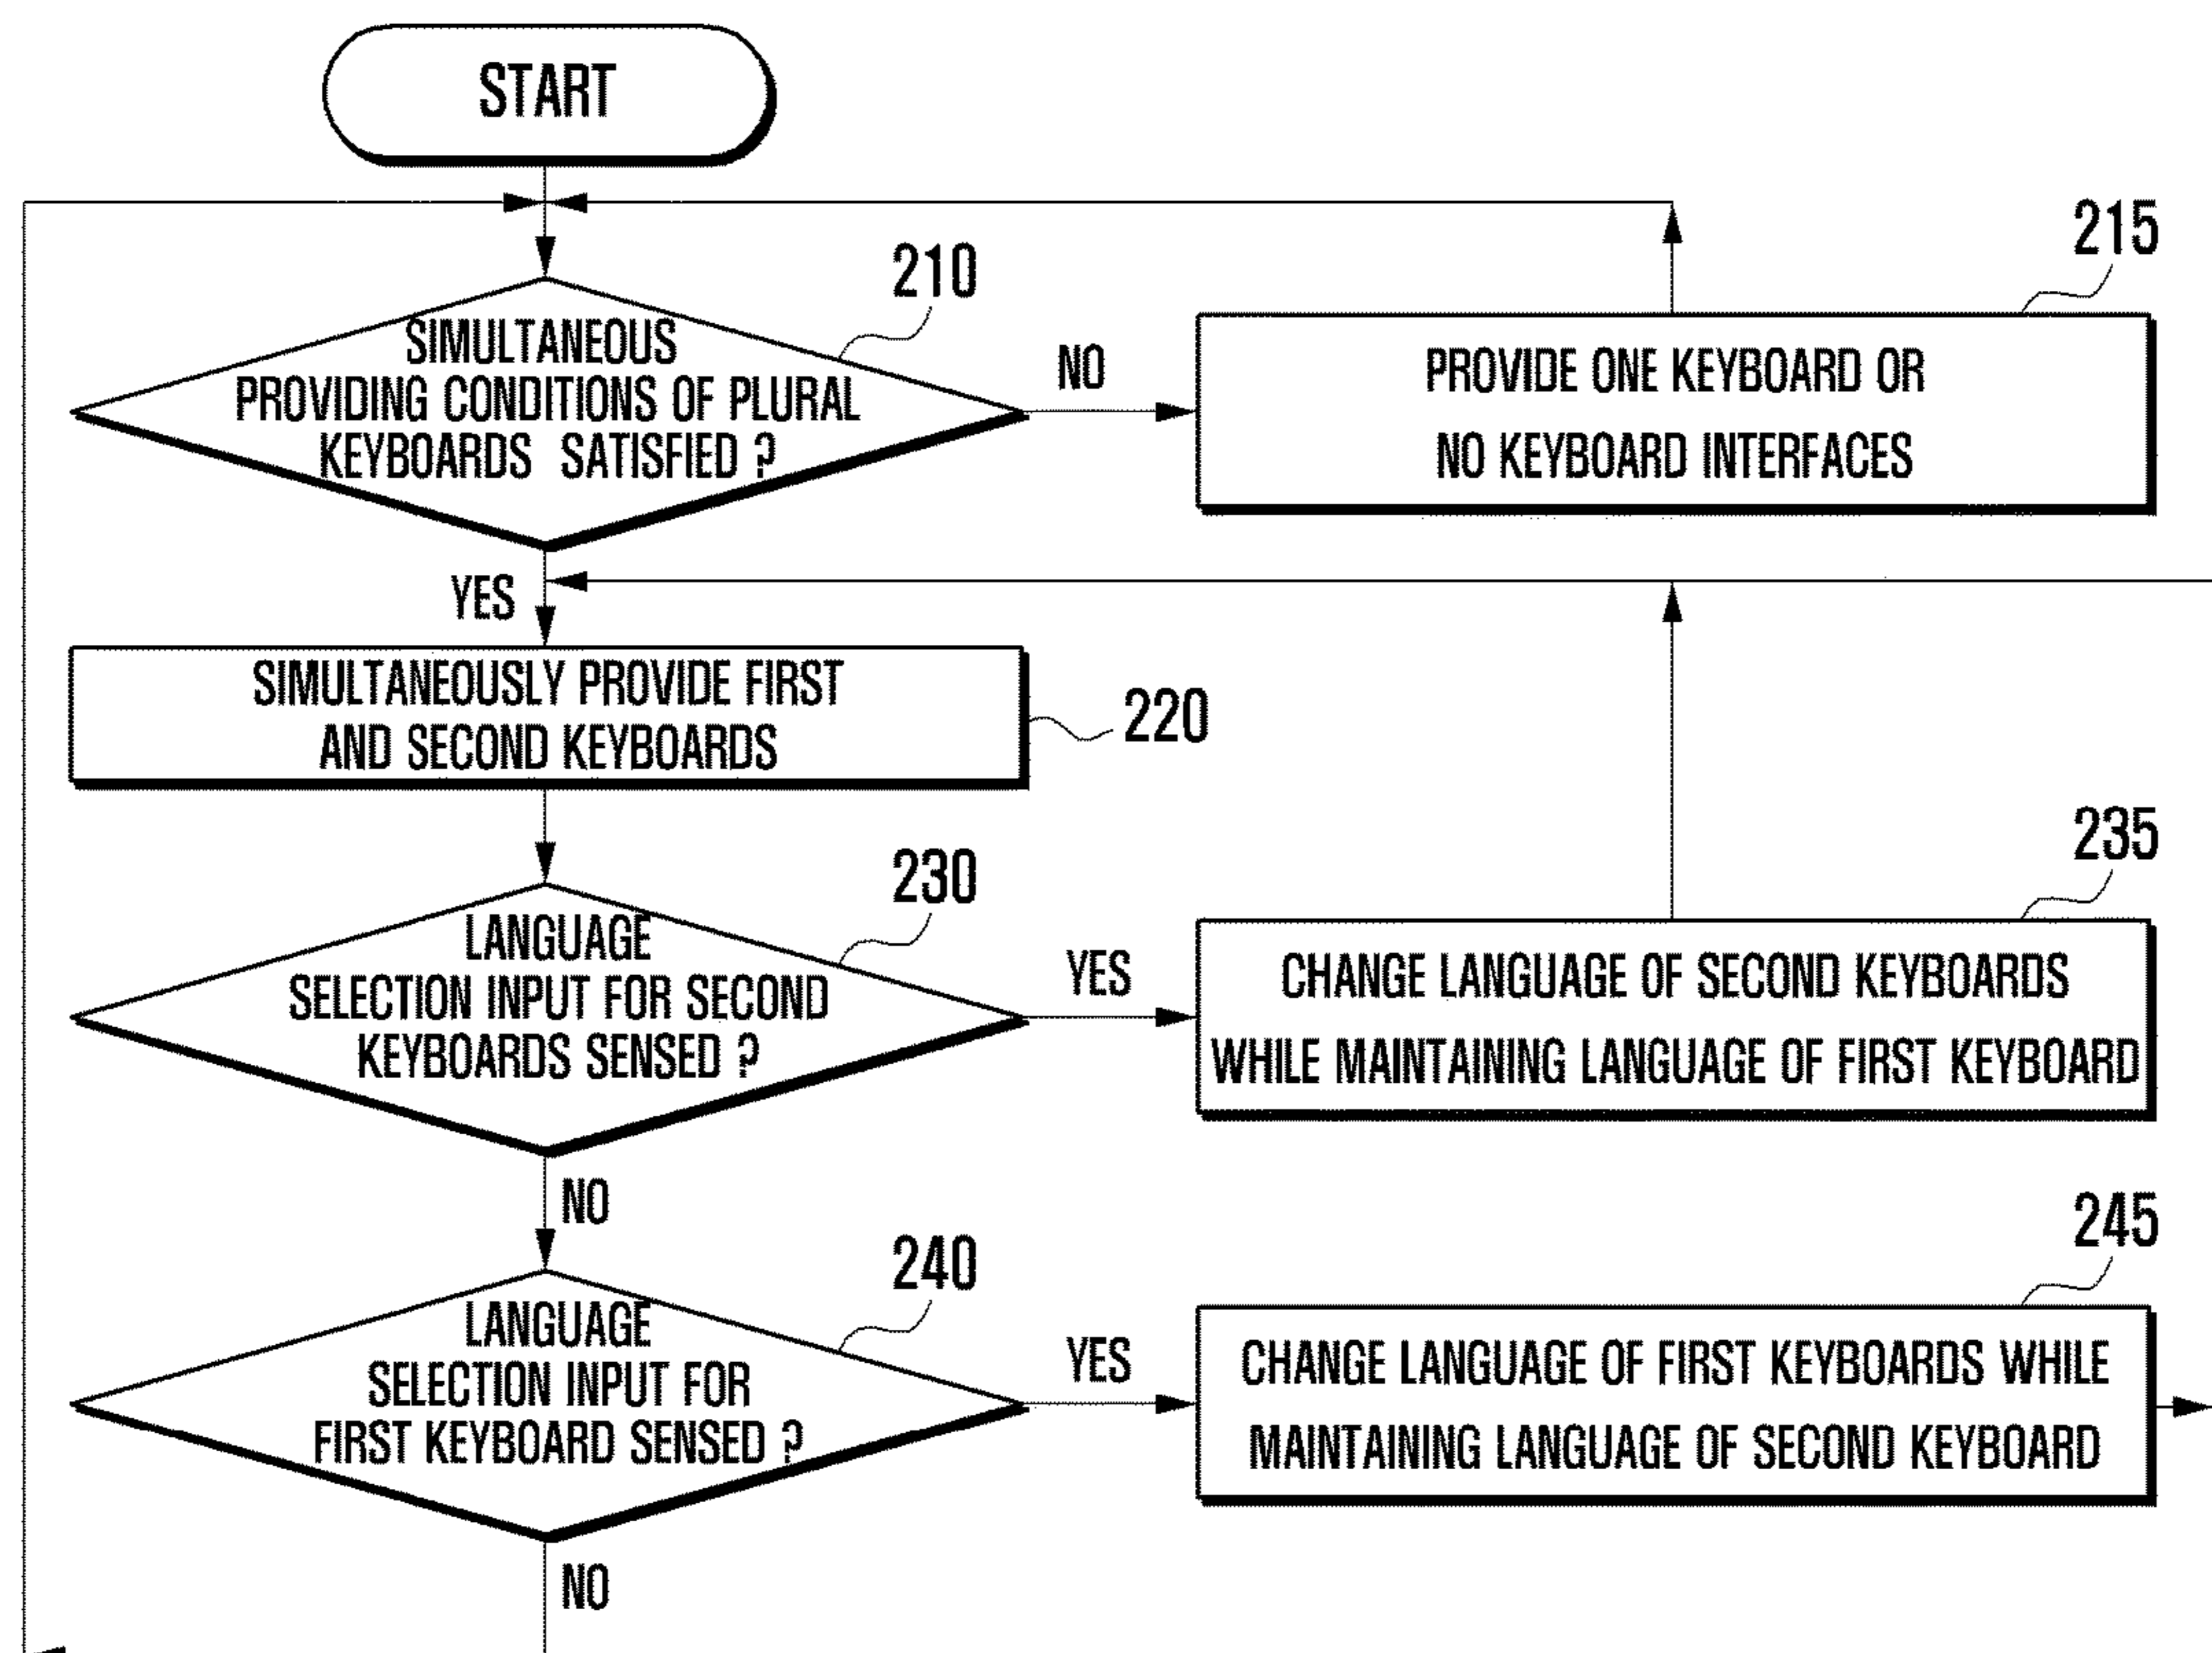 START
210
SIMULTANEOUS
PROVIDING CONDITIONS OF PLURAL
KEYBOARDS SATISFIED ?
NO
215
PROVIDE ONE KEYBOARD OR
NO KEYBOARD INTERFACES
YES
SIMULTANEOUSLY PROVIDE FIRST
AND SECOND KEYBOARDS
220
230
LANGUAGE
SELECTION INPUT FOR SECOND
KEYBOARDS SENSED ?
YES
235
CHANGE LANGUAGE OF SECOND KEYBOARDS
WHILE MAINTAINING LANGUAGE OF FIRST KEYBOARD
NO
240
LANGUAGE
SELECTION INPUT FOR
FIRST KEYBOARD SENSED ?
YES
245
CHANGE LANGUAGE OF FIRST KEYBOARDS WHILE
MAINTAINING LANGUAGE OF SECOND KEYBOARD
NO